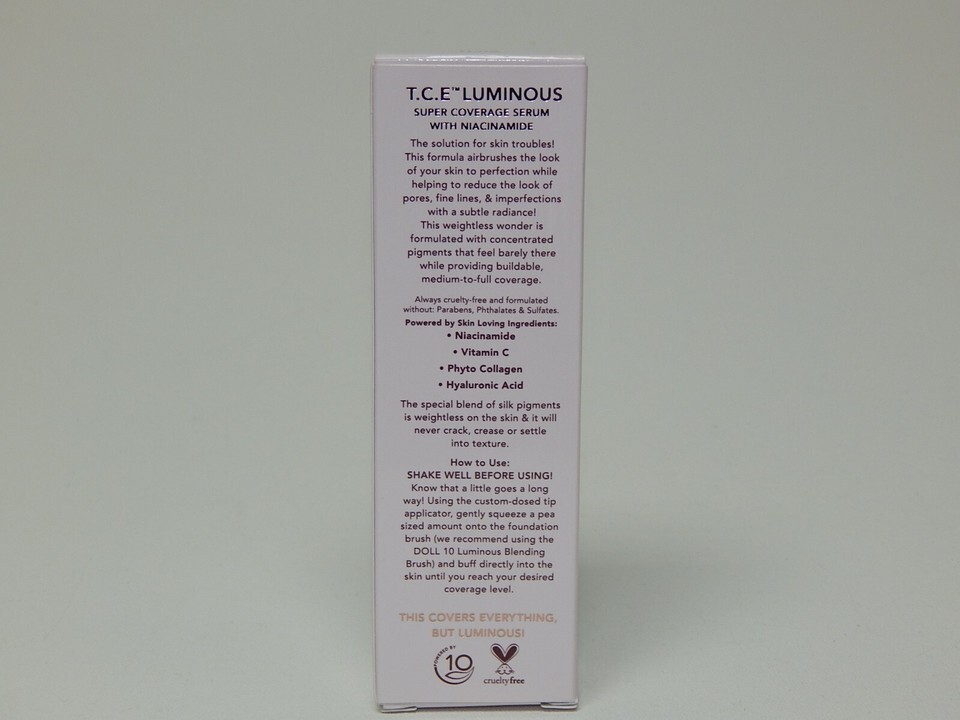 T.C.E™ LUMINOUS
SUPER COVERAGE SERUM
WITH NIACINAMIDE
The solution for skin troubles!
This formula airbrushes the look
of your skin to perfection while
helping to reduce the look of
pores, fine lines, & imperfections
with a subtle radiance!
This weightless wonder is
formulated with concentrated
pigments that feel barely there
while providing buildable,
medium-to-full coverage.
Always cruelty-free and formulated
without: Parabens, Phthalates & Sulfates.
Powered by Skin Loving Ingredients:
• Niacinamide
• Vitamin C
• Phyto Collagen
• Hyaluronic Acid
The special blend of silk pigments
is weightless on the skin & it will
never crack, crease or settle
into texture.
How to Use:
SHAKE WELL BEFORE USING!
Know that a little goes a long
way! Using the custom-dosed tip
applicator, gently squeeze a pea
sized amount onto the foundation
brush (we recommend using the
DOLL 10 Luminous Blending
Brush) and buff directly into the
skin until you reach your desired
coverage level.
THIS COVERS EVERYTHING,
BUT LUMINOUS!
POWERED BY
10
crueltyfree